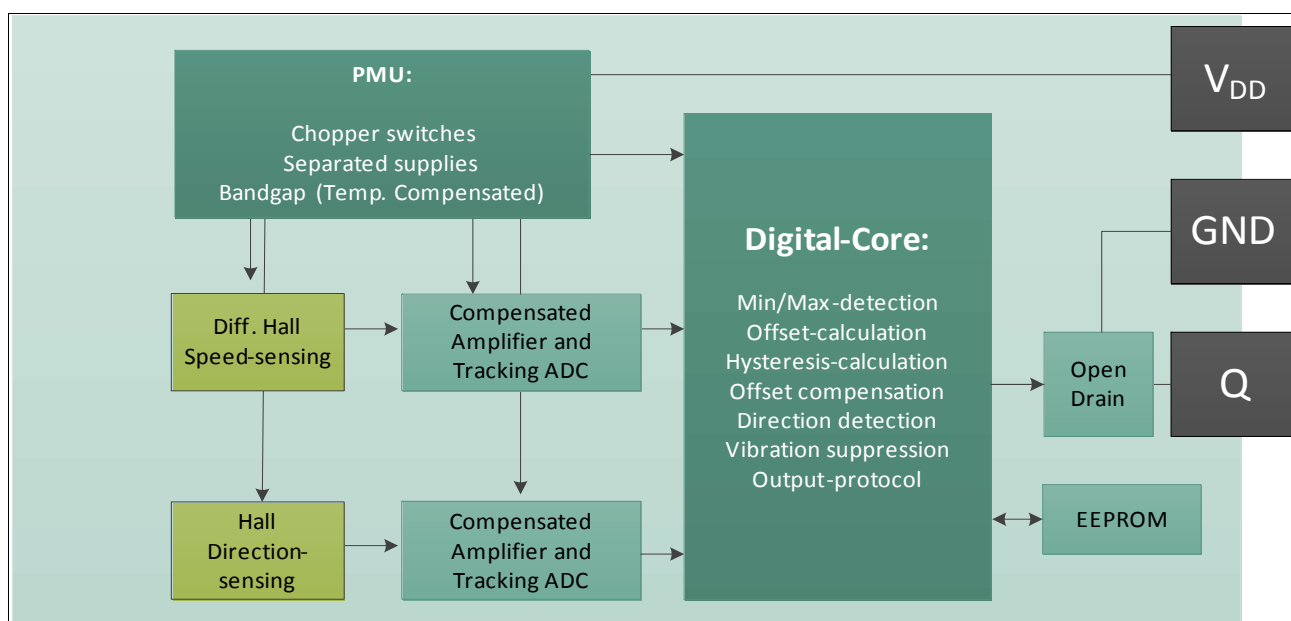 PMU:
Chopper switches
Separated supplies
Bandgap (Temp. Compensated)
V_DD
GND
Q
Digital-Core:
Min/Max-detection
Offset-calculation
Hysteresis-calculation
Offset compensation
Direction detection
Vibration suppression
Output-protocol
Diff. Hall
Speed-sensing
Compensated
Amplifier and
Tracking ADC
Open
Drain
Hall
Direction-
sensing
Compensated
Amplifier and
Tracking ADC
EEPROM